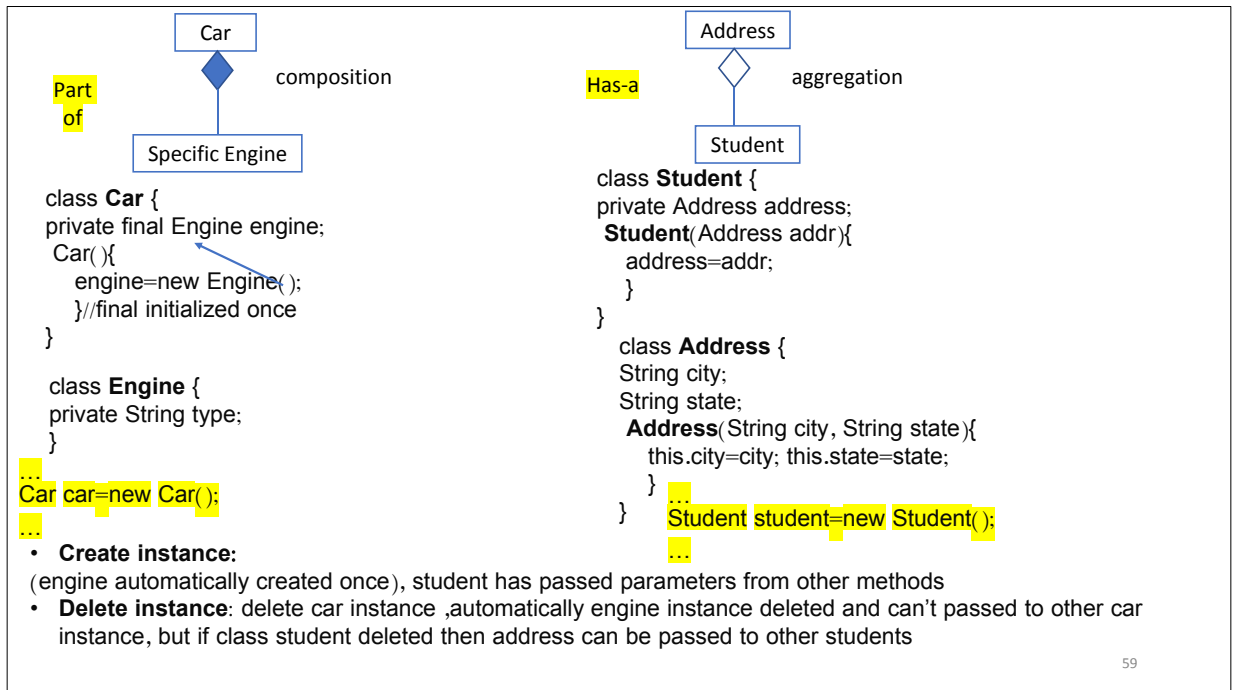 Car
composition
Part
of
Specific Engine
class Car {
private final Engine engine;
Car(){
engine=new Engine();
}//final initialized once
}
class Engine {
private String type;
}
…
Car car=new Car();
…
Address
Has-a
aggregation
Student
class Student {
private Address address;
Student(Address addr){
address=addr;
}
}
class Address {
String city;
String state;
Address(String city, String state){
this.city=city; this.state=state;
}
}
…
Student student=new Student();
…
• Create instance:
(engine automatically created once), student has passed parameters from other methods
• Delete instance: delete car instance ,automatically engine instance deleted and can’t passed to other car
instance, but if class student deleted then address can be passed to other students
59